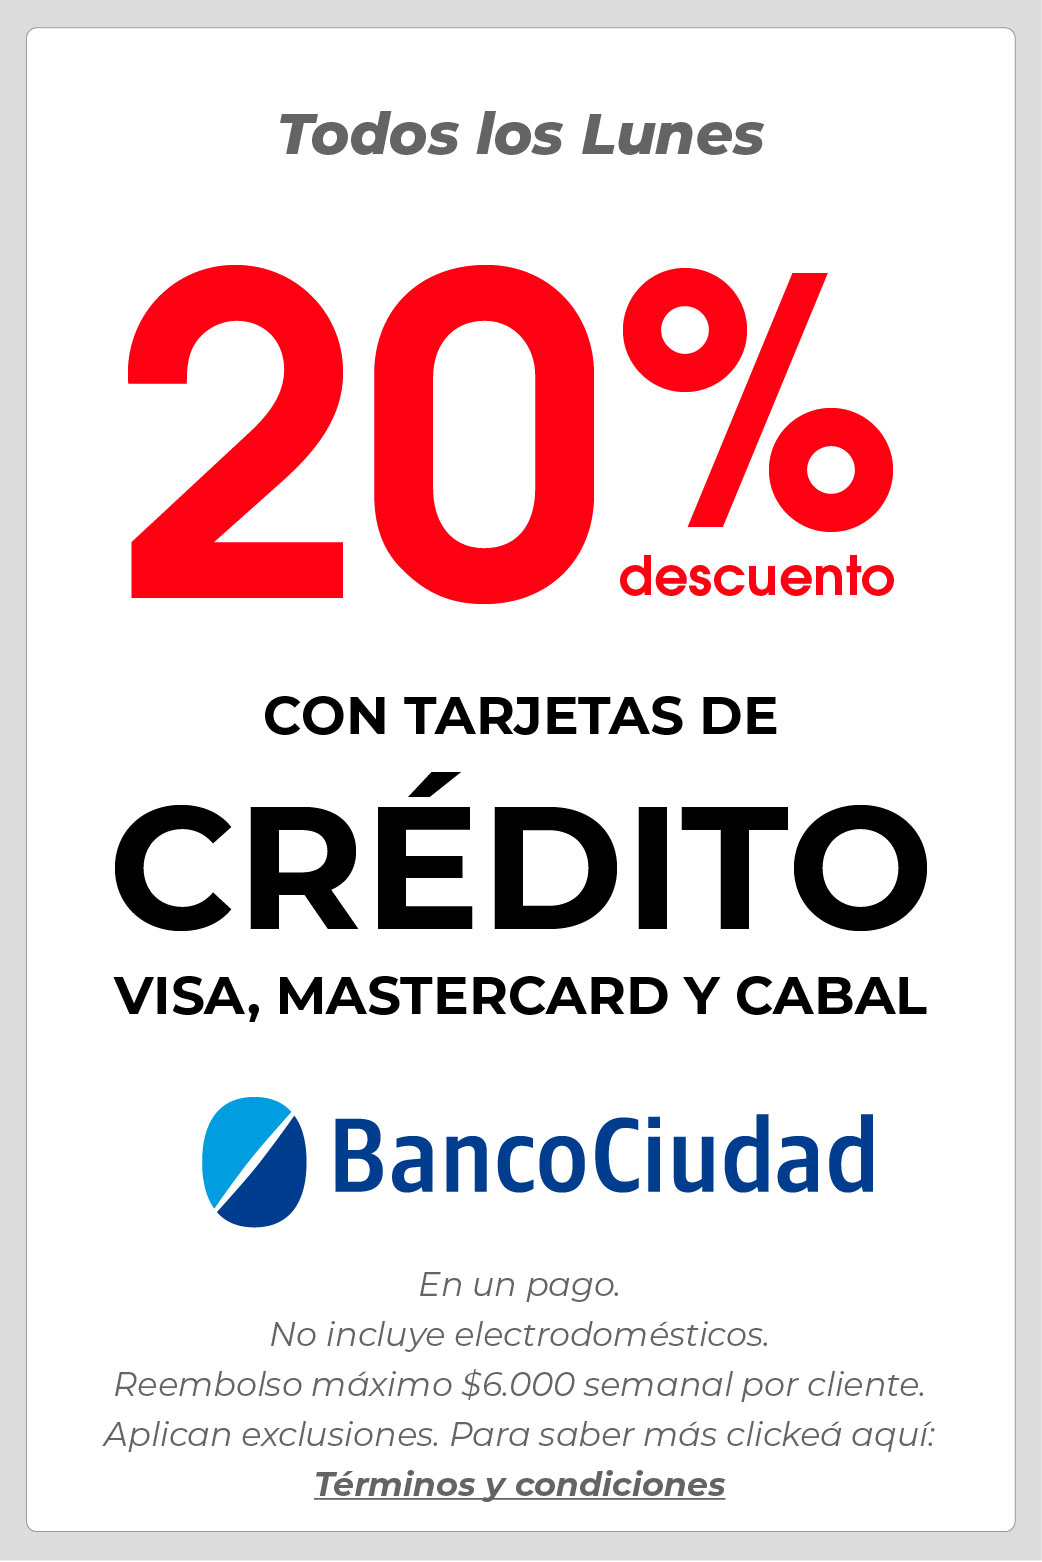 Todos los Lunes
20%
descuento
CON TARJETAS DE
CRÉDITO
VISA, MASTERCARD Y CABAL
BancoCiudad
En un pago.
No incluye electrodomésticos.
Reembolso máximo $6.000 semanal por cliente.
Aplican exclusiones. Para saber más clickeá aquí:
Términos y condiciones